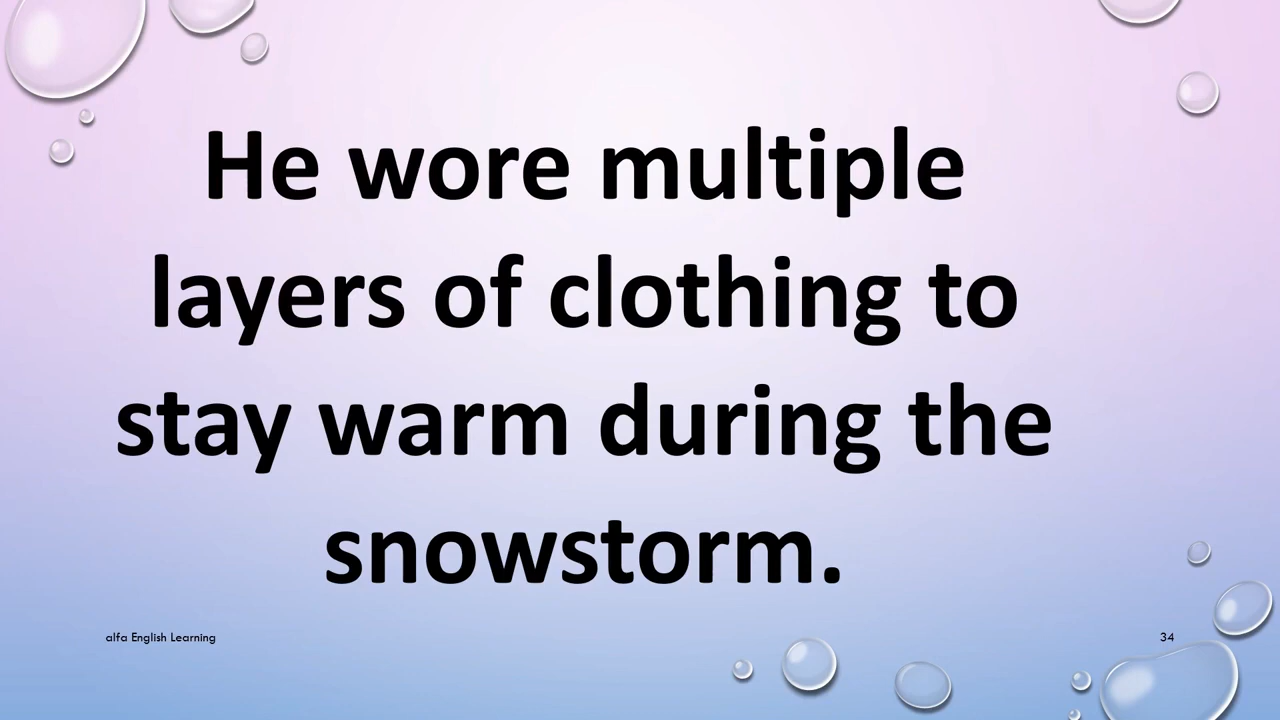 He wore multiple
layers of clothing to
stay warm during the
snowstorm.
alfa English Learning
34